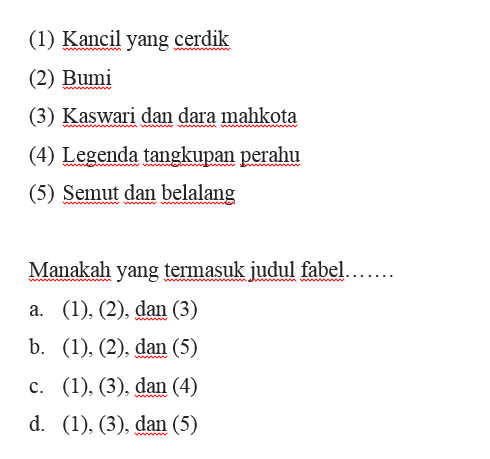 (1) Kancil yang cerdik
(2) Bumi
(3) Kaswari dan dara mahkota
(4) Legenda tangkupan perahu
(5) Semut dan belalang
Manakah yang termasuk judul fabel…….
a. (1), (2), dan (3)
b. (1), (2), dan (5)
c. (1), (3), dan (4)
d. (1), (3), dan (5)